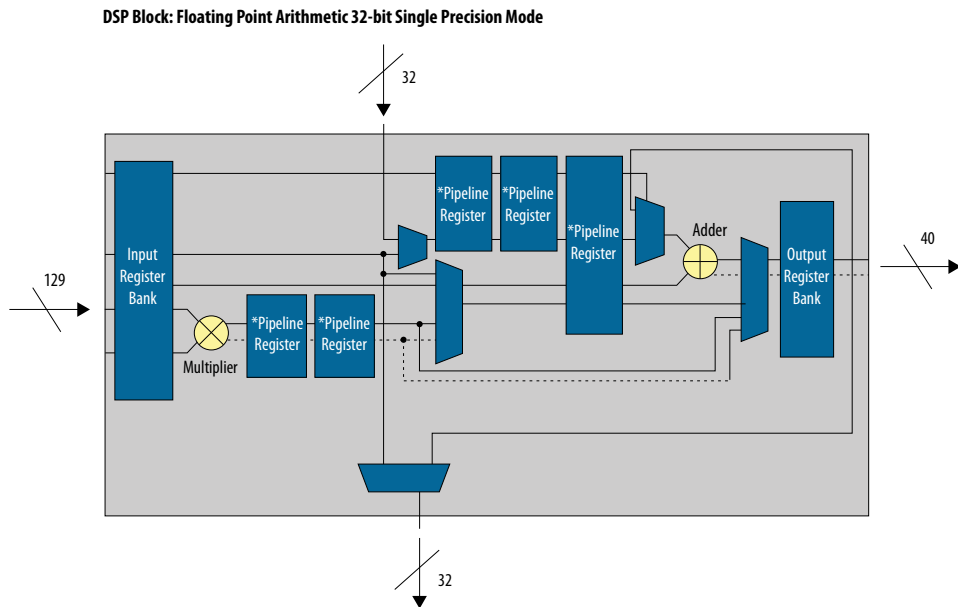 DSP Block: Floating Point Arithmetic 32-bit Single Precision Mode
32
*Pipeline
Register
*Pipeline
Register
*Pipeline
Register
Adder
Input
Register
Bank
Output
Register
Bank
40
129
*Pipeline
Register
*Pipeline
Register
Multiplier
32